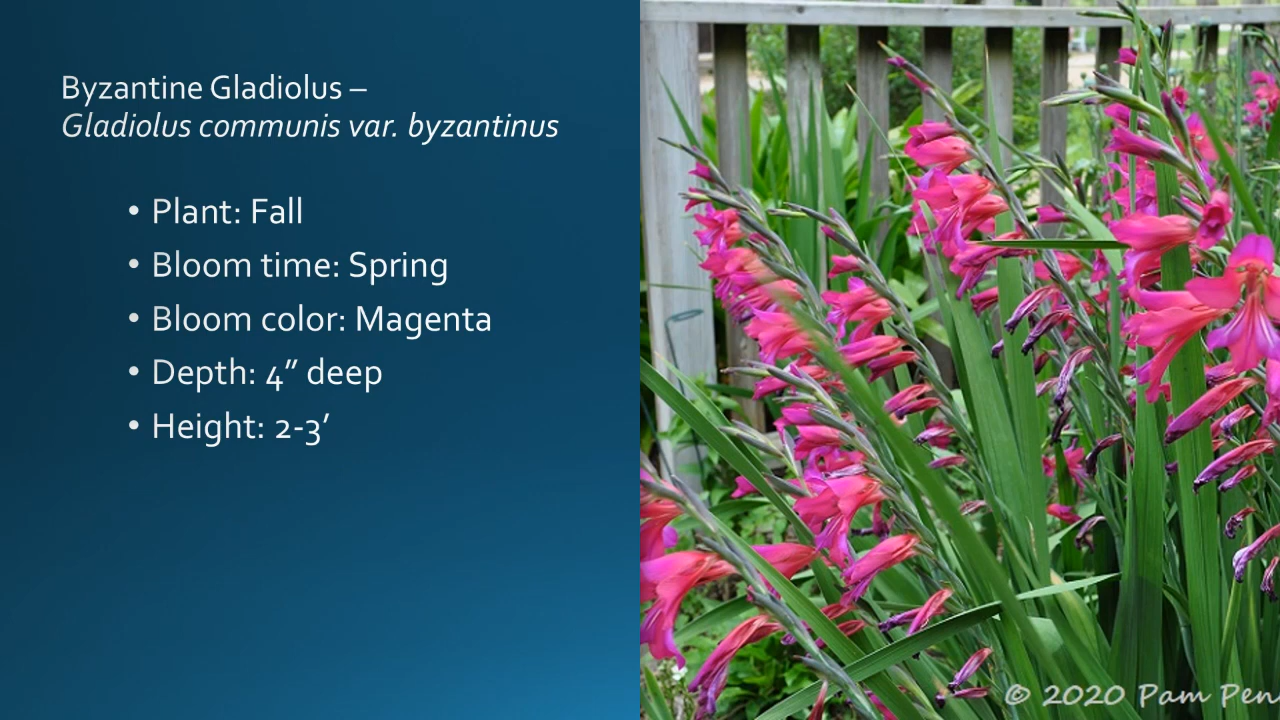 Byzantine Gladiolus –
Gladiolus communis var. byzantinus
• Plant: Fall
• Bloom time: Spring
• Bloom color: Magenta
• Depth: 4” deep
• Height: 2-3’
© 2020 Pam Pen